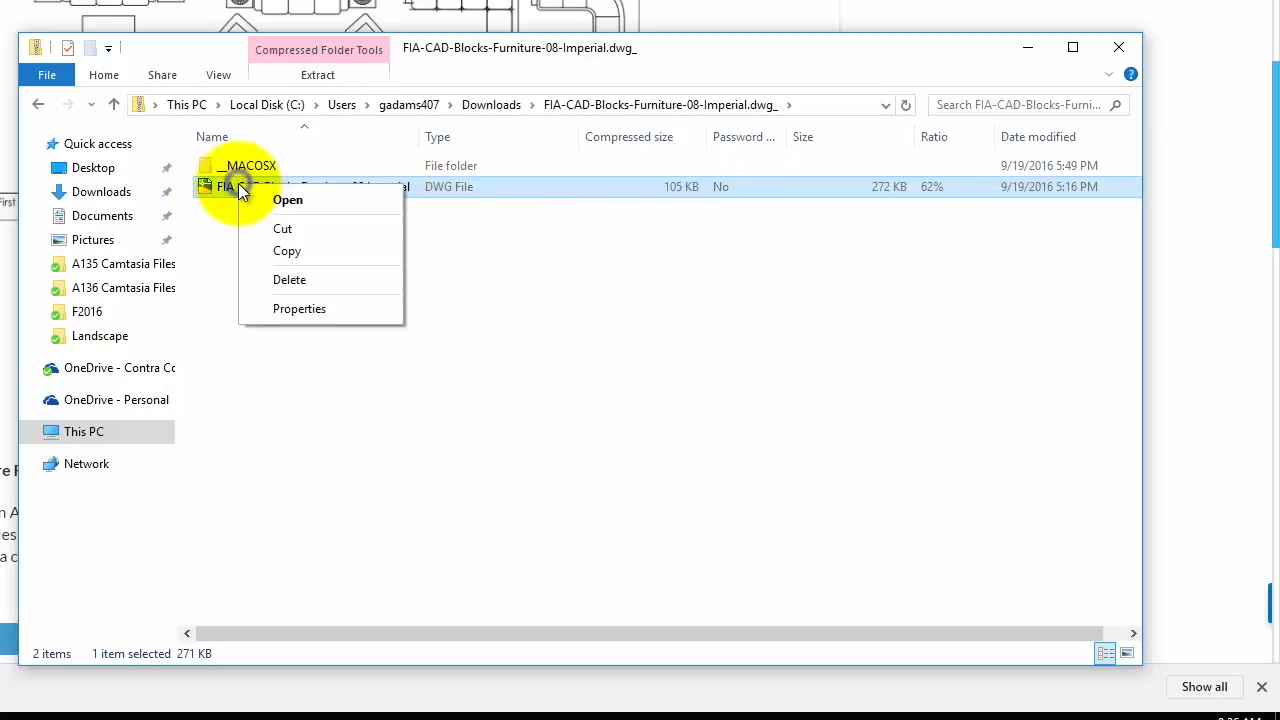 Compressed Folder Tools
FIA-CAD-Blocks-Furniture-08-Imperial.dwg_
File
Home
Share
View
Extract
This PC
Local Disk (C:)
Users
gadams407
Downloads
FIA-CAD-Blocks-Furniture-08-Imperial.dwg_
Search FIA-CAD-Blocks-Furni...
Name
Type
Compressed size
Password ...
Size
Ratio
Date modified
__MACOSX
File folder
9/19/2016 5:49 PM
DWG File
105 KB
No
272 KB
62%
9/19/2016 5:16 PM
Open
Cut
Copy
Delete
Properties
Quick access
Desktop
Downloads
Documents
Pictures
A135 Camtasia Files
A136 Camtasia Files
F2016
Landscape
OneDrive - Contra Cc
OneDrive - Personal
This PC
Network
First
2 items
1 item selected 271 KB
Show all